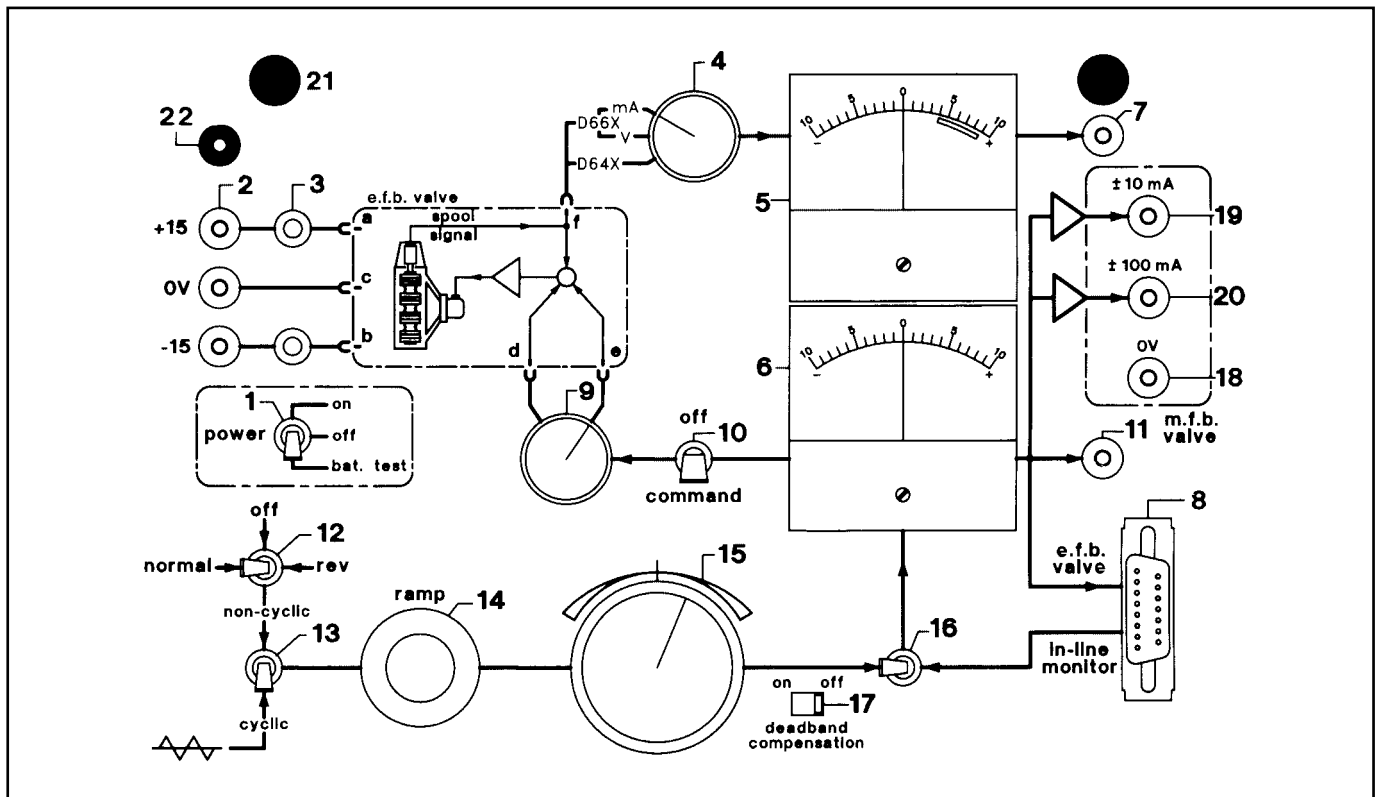 21
22
2
3
+15
0V
-15
e.f.b. valve
a
spool
signal
f
c
b
d
e
D66X
mA
V
D64X
4
10 5 0 5 10
- +
5
7
10 5 0 5 10
- +
6
± 10 mA
19
± 100 mA
20
0V
18
m.f.b.
valve
11
1
power
on
off
bat. test
9
off
10
command
off
12
normal
rev
non-cyclic
13
cyclic
ramp
14
15
16
on off
17
deadband
compensation
8
e.f.b.
valve
in-line
monitor